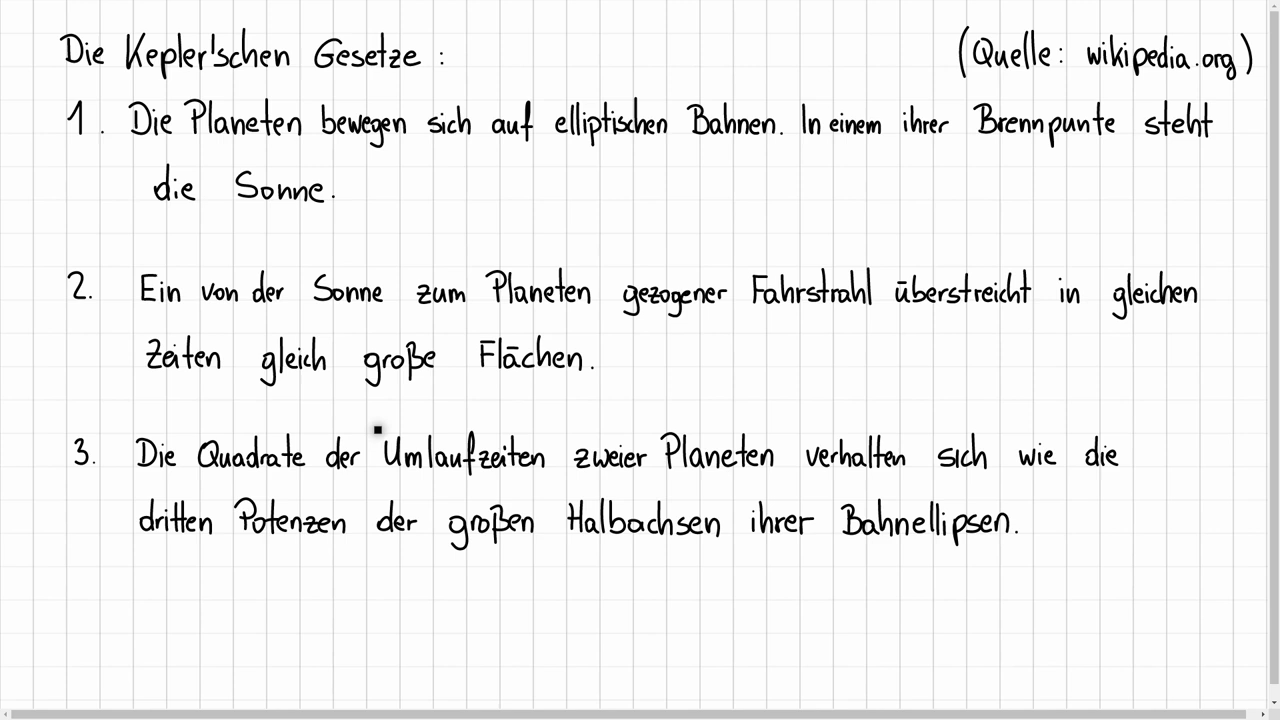 Die Kepler'schen Gesetze : (Quelle: wikipedia.org)
1. Die Planeten bewegen sich auf elliptischen Bahnen. In einem ihrer Brennpunte steht
die Sonne.
2. Ein von der Sonne zum Planeten gezogener Fahrstrahl überstreicht in gleichen
Zeiten gleich große Flächen.
3. Die Quadrate der Umlaufzeiten zweier Planeten verhalten sich wie die
dritten Potenzen der großen Halbachsen ihrer Bahnellipsen.